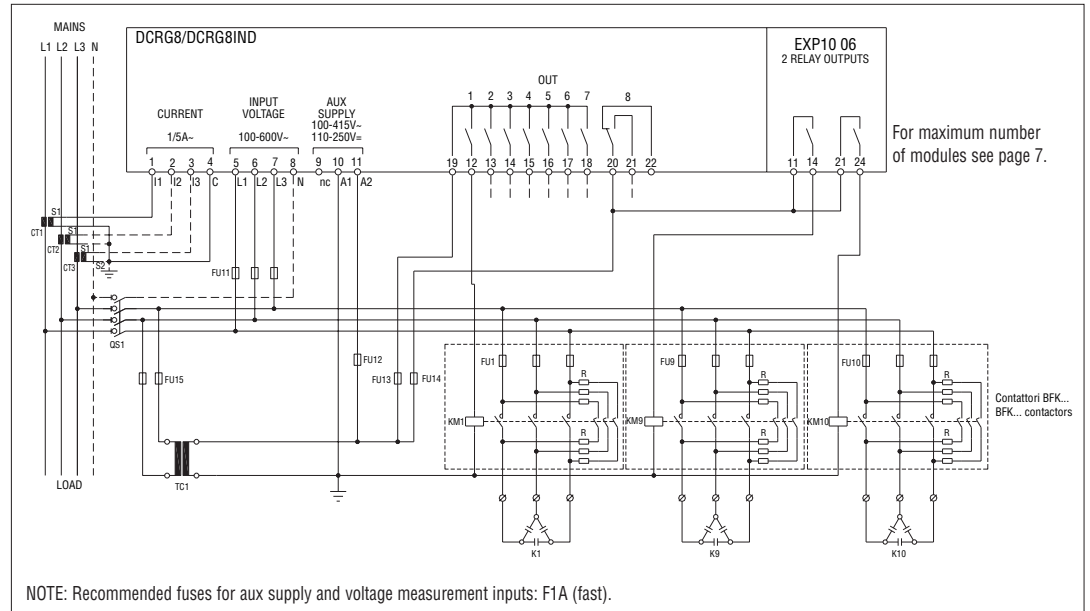 MAINS
L1 L2 L3 N
DCRG8/DCRG8IND
EXP10 06
2 RELAY OUTPUTS
OUT
1 2 3 4 5 6 7 8
CURRENT
1/5A~
INPUT
VOLTAGE
100-600V~
AUX
SUPPLY
100-415V~
110-250V=
For maximum number
of modules see page 7.
1 2 3 4 5 6 7 8 9 10 11 19 12 13 14 15 16 17 18 20 21 22 11 14 21 24
I1 I2 I3 C L1 L2 L3 N nc A1 A2
S1
CT1
S1
CT2
S1
CT3 S2
FU11
QS1
FU15
FU12
FU13
FU14
FU1
R
KM1
R
FU9
R
KM9
R
FU10
R
KM10
R
Contattori BFK...
BFK... contactors
LOAD
TC1
K1
K9
K10
NOTE: Recommended fuses for aux supply and voltage measurement inputs: F1A (fast).